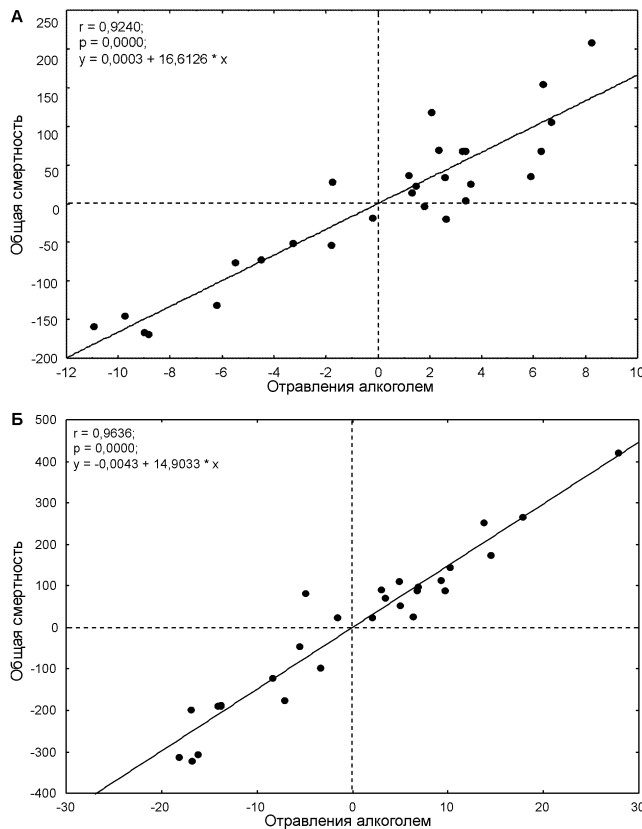 А
r = 0,9240;
p = 0,0000;
y = 0,0003 + 16,6126 * x
250
200
150
100
50
0
-50
-100
-150
-200
Общая смертность
-12 -10 -8 -6 -4 -2 0 2 4 6 8 10
Отравления алкоголем
Б
r = 0,9636;
p = 0,0000;
y = -0,0043 + 14,9033 * x
500
400
300
200
100
0
-100
-200
-300
-400
Общая смертность
-30 -20 -10 0 10 20 30
Отравления алкоголем